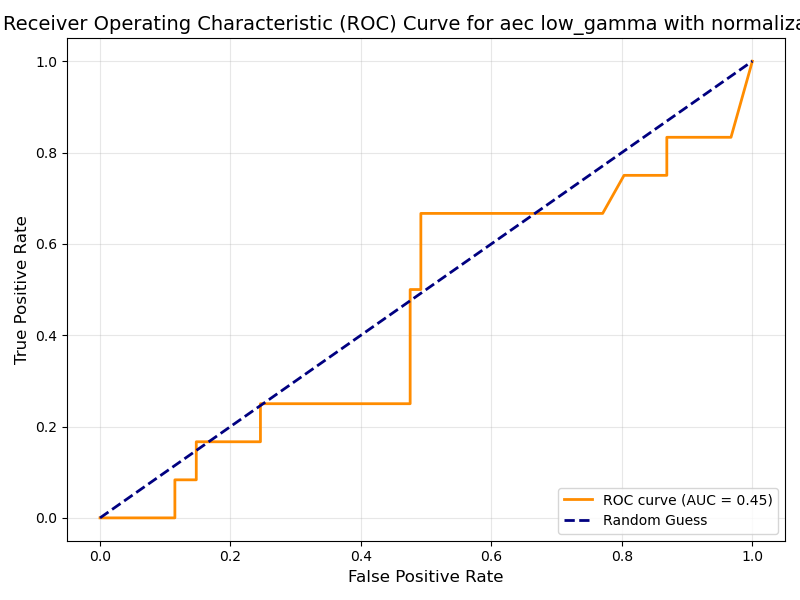 Receiver Operating Characteristic (ROC) Curve for aec low_gamma with normaliza
1.0
0.8
0.6
0.4
0.2
0.0
True Positive Rate
0.0 0.2 0.4 0.6 0.8 1.0
False Positive Rate
ROC curve (AUC = 0.45)
Random Guess